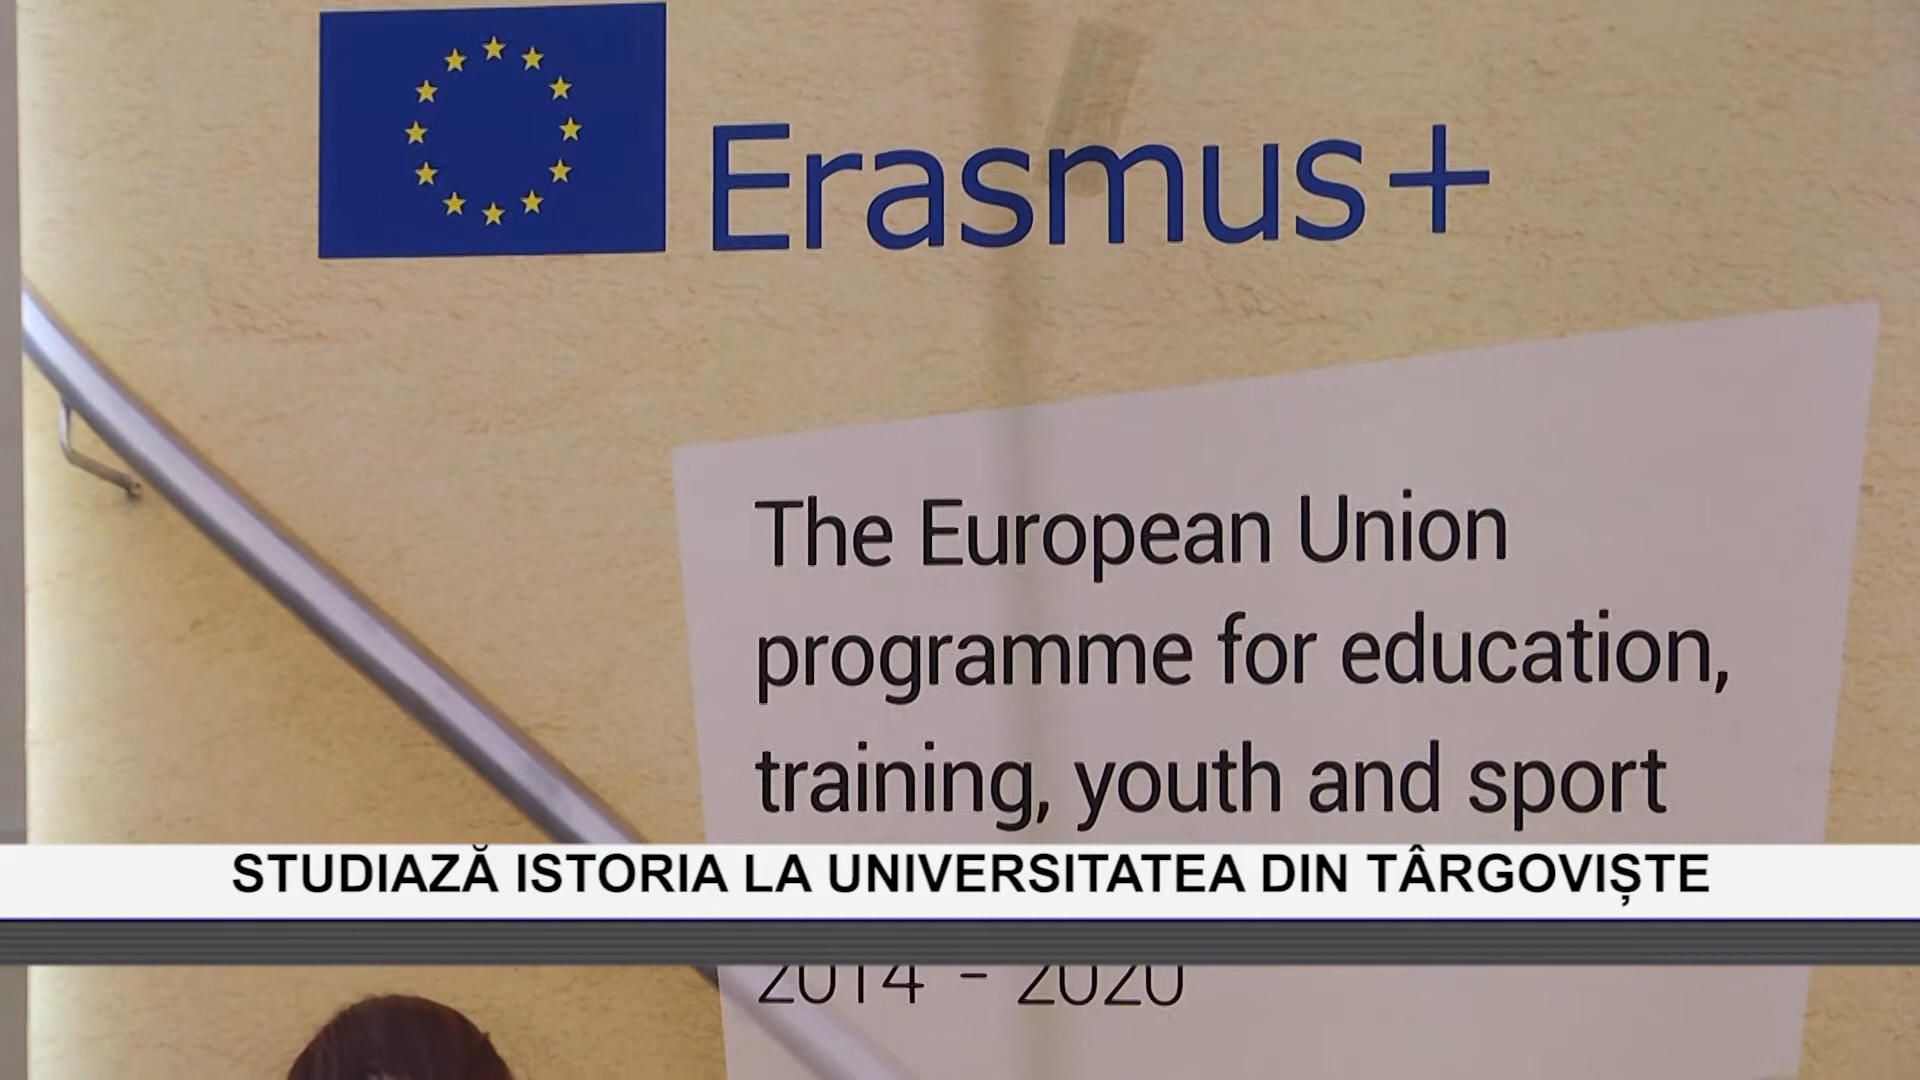 Erasmus+
The European Union
programme for education,
training, youth and sport
STUDIAZĂ ISTORIA LA UNIVERSITATEA DIN TÂRGOVIȘTE
2014 - 2020